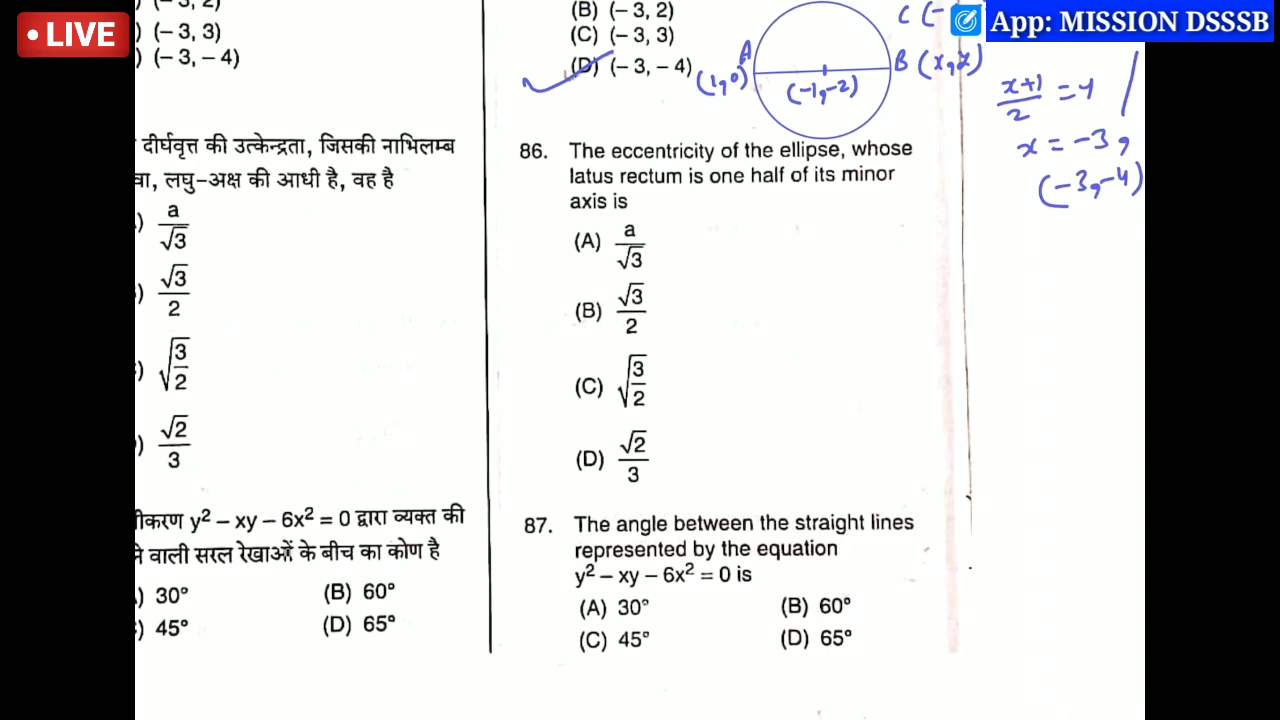 • LIVE
App: MISSION DSSSB
(– 3, 2)
) (– 3, 3)
) (– 3, – 4)
दीर्घवृत्त की उत्केन्द्रता, जिसकी नाभिलम्ब
वा, लघु–अक्ष की आधी है, वह है
) a/√3
) √3/2
) √(3/2)
) √2/3
ीकरण y² – xy – 6x² = 0 द्वारा व्यक्त की
ने वाली सरल रेखाओं के बीच का कोण है
) 30° (B) 60°
) 45° (D) 65°
(B) (– 3, 2)
(C) (– 3, 3)
(D) (– 3, – 4)
A
(1,0)
(-1,-2)
B
C (-
x+1/2 = -1
x = -3,
(-3,-4)
86. The eccentricity of the ellipse, whose
latus rectum is one half of its minor
axis is
(A) a/√3
(B) √3/2
(C) √(3/2)
(D) √2/3
87. The angle between the straight lines
represented by the equation
y² – xy – 6x² = 0 is
(A) 30° (B) 60°
(C) 45° (D) 65°